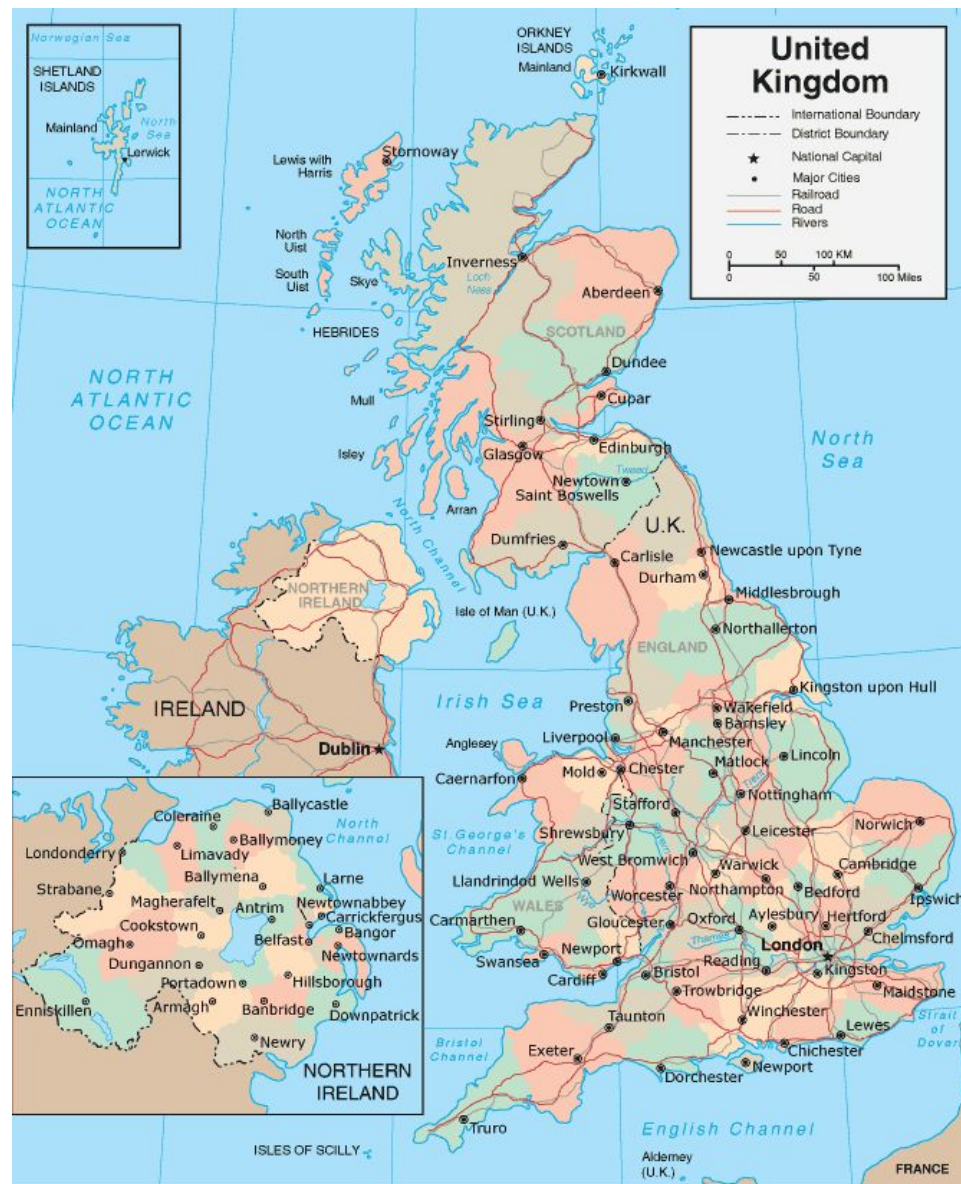 Norwegian Sea
SHETLAND
ISLANDS
Mainland
North
Sea
Lerwick
NORTH
ATLANTIC
OCEAN
ORKNEY
ISLANDS
Mainland
Kirkwall
United
Kingdom
International Boundary
District Boundary
National Capital
Major Cities
Railroad
Road
Rivers
0 50 100 KM
0 50 100 Miles
Lewis with
Harris
Stornoway
North
Uist
South
Uist
Skye
HEBRIDES
Inverness
Loch
Ness
Aberdeen
SCOTLAND
Dundee
Cupar
NORTH
ATLANTIC
OCEAN
Mull
Isley
Arran
Stirling
Glasgow
Edinburgh
Tweed
Newtown
Saint Boswells
North
Sea
North Channel
U.K.
Dumfries
Carlisle
Newcastle upon Tyne
Durham
Middlesbrough
Northallerton
NORTHERN
IRELAND
Isle of Man (U.K.)
ENGLAND
IRELAND
Dublin
Irish Sea
Preston
Kingston upon Hull
Wakefield
Barnsley
Liverpool
Manchester
Lincoln
Anglesey
Caernarfon
Mold
Chester
Matlock
Trent
Nottingham
Stafford
St.George's
Channel
Shrewsbury
Leicester
Norwich
West Bromwich
Severn
Warwick
Cambridge
Llandrindod Wells
Worcester
Northampton
Bedford
Ipswich
WALES
Wye
Carmarthen
Gloucester
Oxford
Aylesbury
Hertford
Thames
London
Chelmsford
Newport
Swansea
Cardiff
Bristol
Reading
Kingston
Trowbridge
Maidstone
Winchester
Taunton
Lewes
Strait
of
Dover
Bristol
Channel
Exeter
Chichester
Newport
Dorchester
Truro
English Channel
ISLES OF SCILLY
Alderney
(U.K.)
FRANCE
Ballycastle
Coleraine
North
Channel
Ballymoney
Londonderry
Limavady
Ballymena
Strabane
Larne
Magherafelt
Newtownabbey
Antrim
Carrickfergus
Cookstown
Bangor
Omagh
Belfast
Newtownards
Dungannon
Hillsborough
Portadown
Enniskillen
Armagh
Banbridge
Downpatrick
Newry
NORTHERN
IRELAND